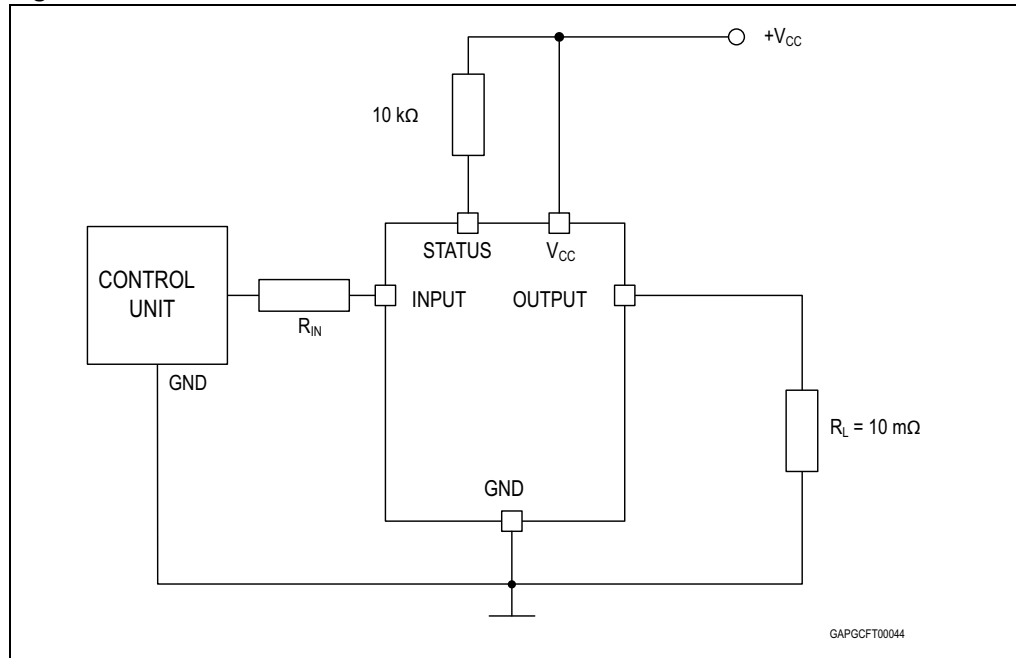 +VCC
10 kΩ
STATUS
VCC
CONTROL
UNIT
INPUT
OUTPUT
RIN
GND
RL = 10 mΩ
GND
GAPGCFT00044